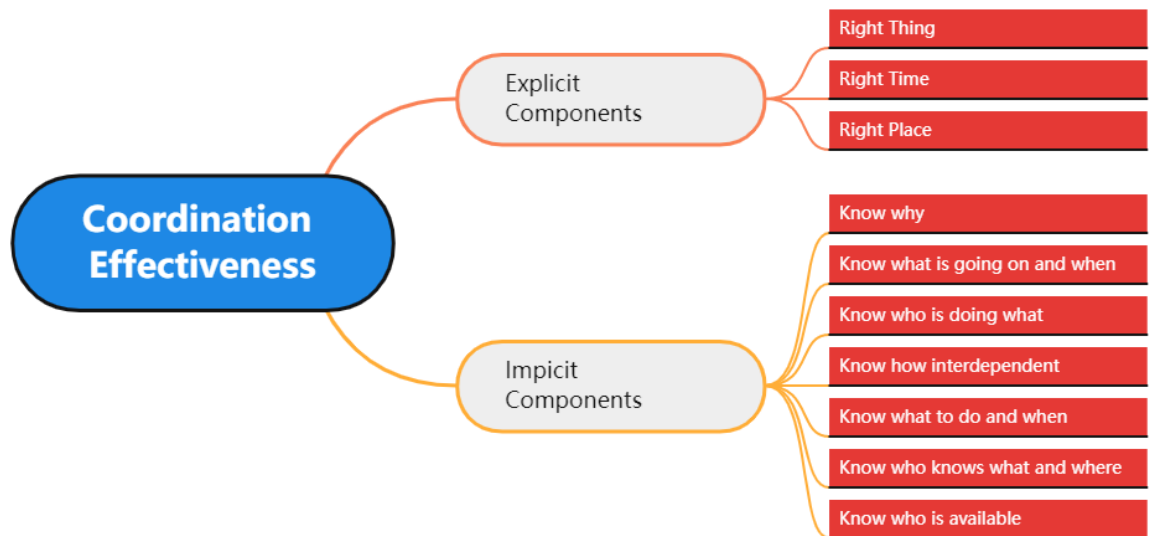 Coordination
Effectiveness
Explicit
Components
Right Thing
Right Time
Right Place
Impicit
Components
Know why
Know what is going on and when
Know who is doing what
Know how interdependent
Know what to do and when
Know who knows what and where
Know who is available